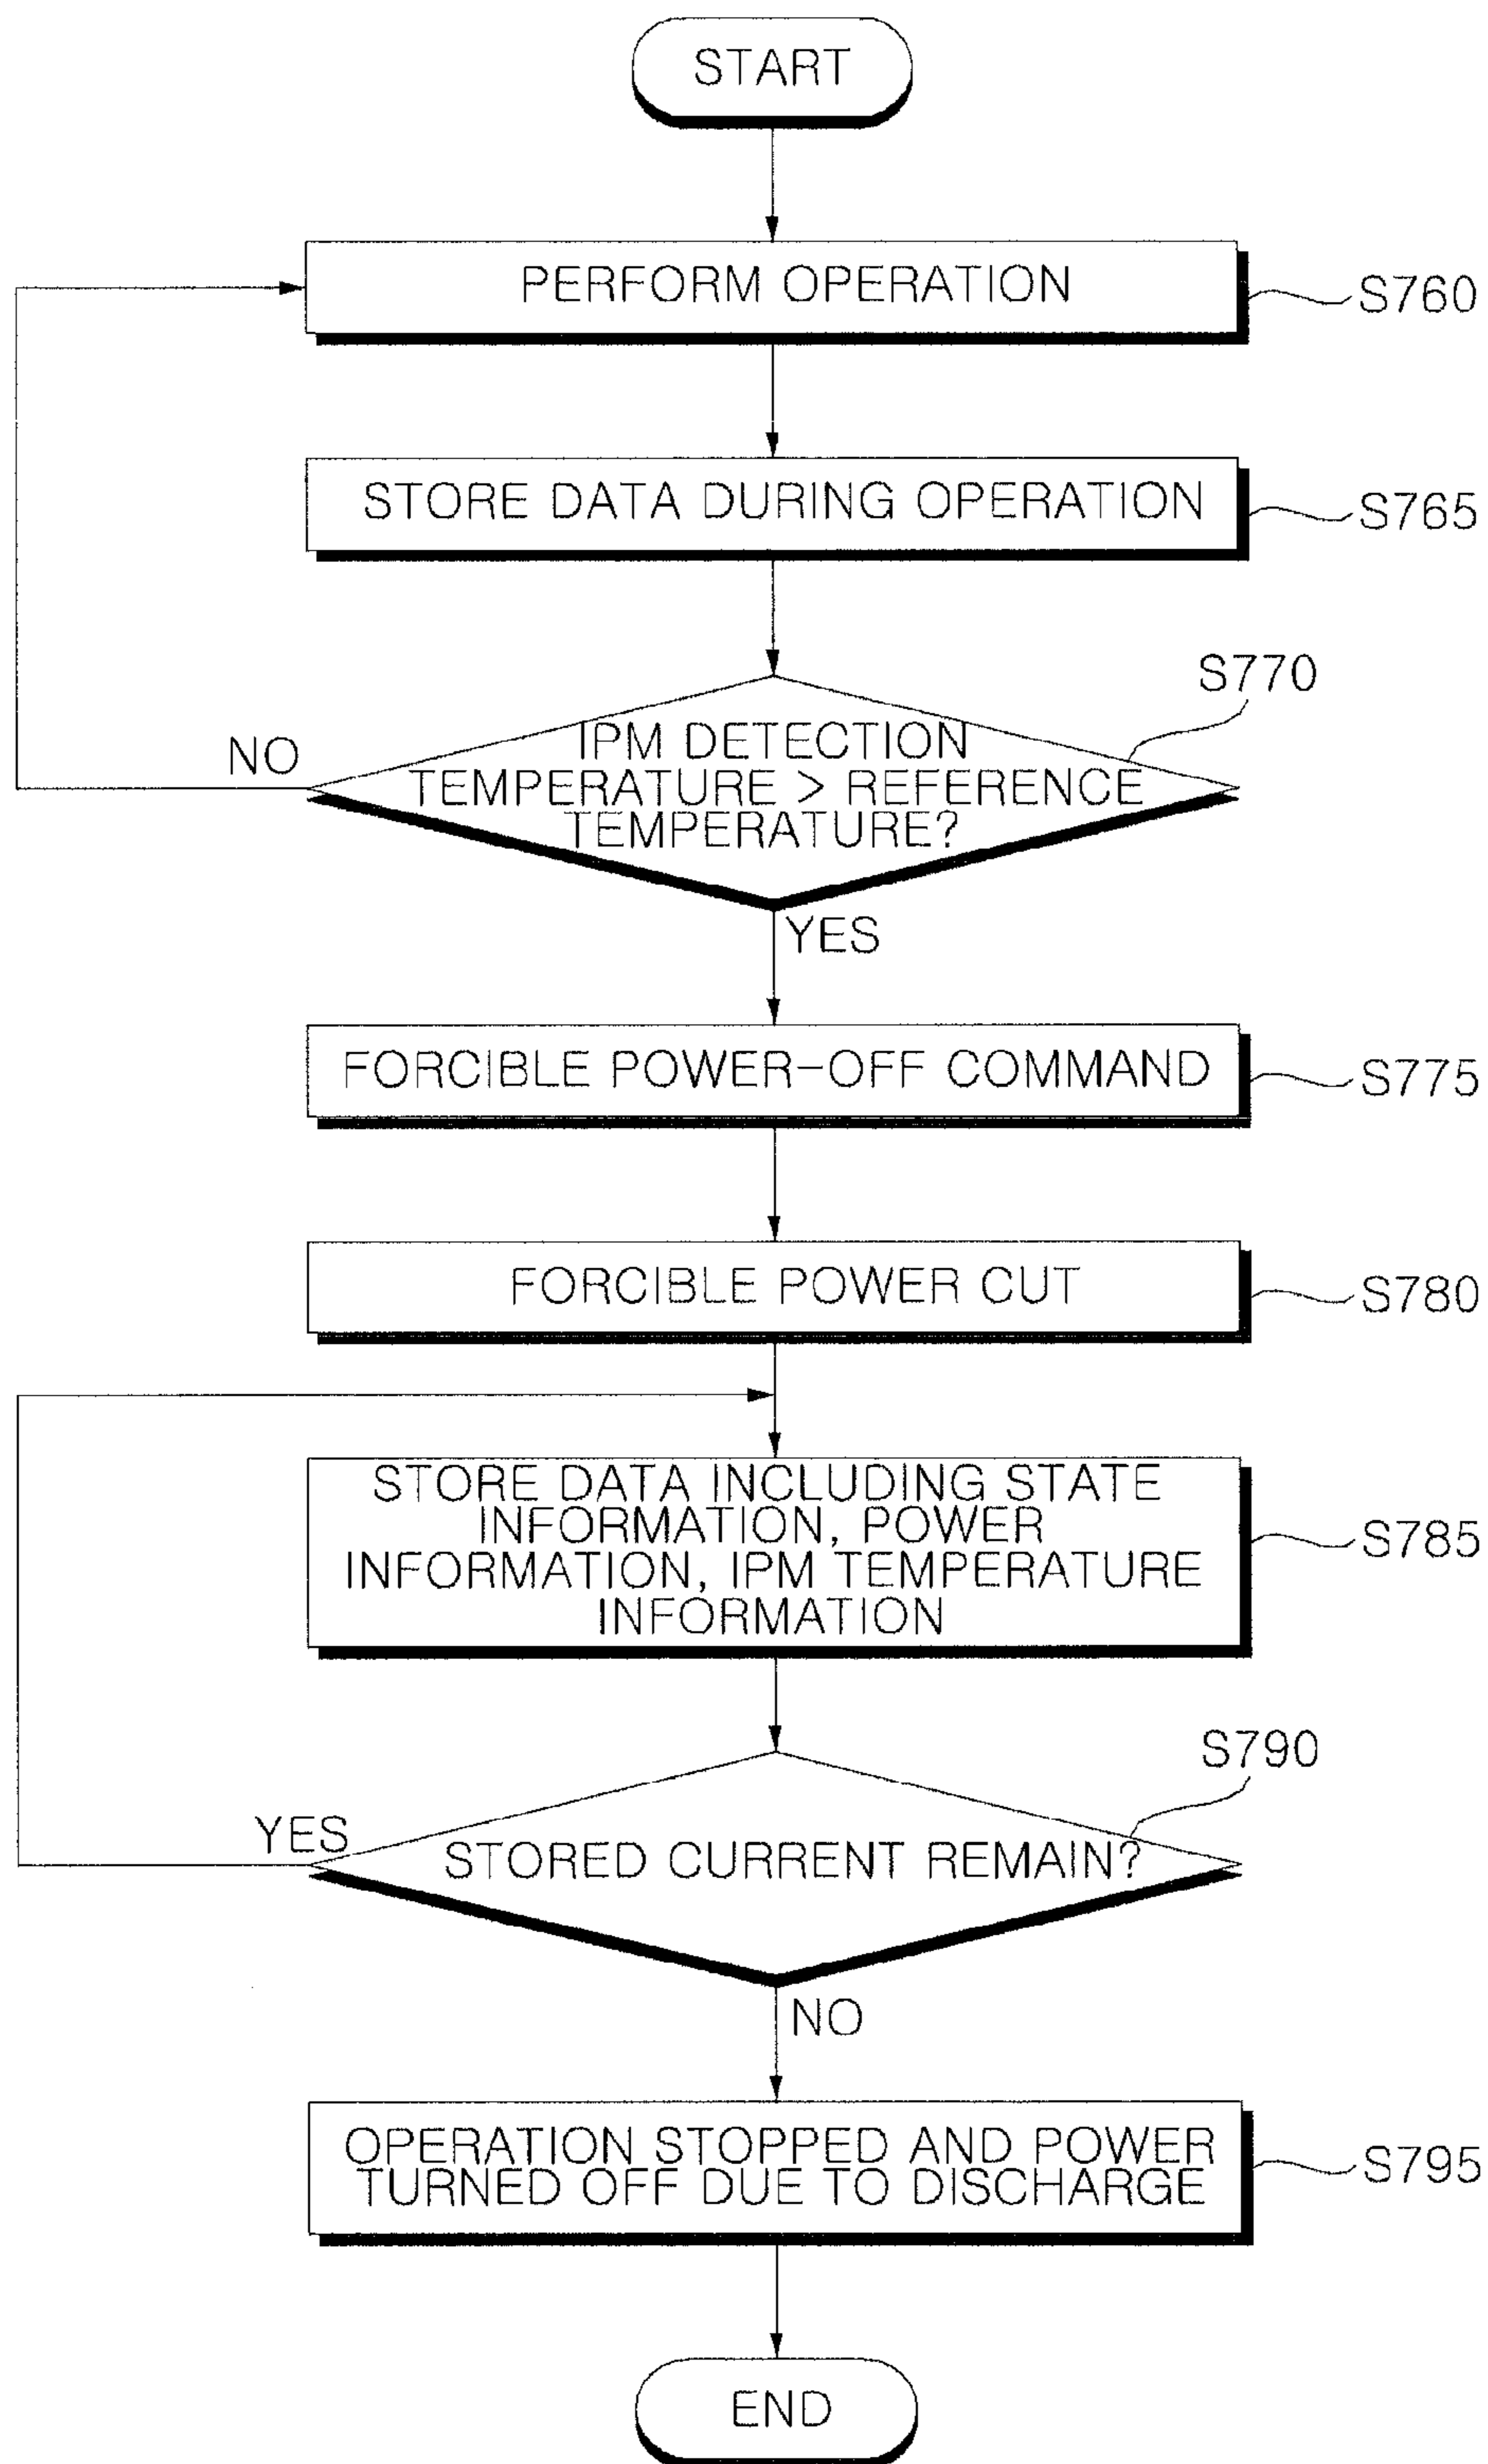 START
PERFORM OPERATION
S760
STORE DATA DURING OPERATION
S765
S770
NO
IPM DETECTION
TEMPERATURE > REFERENCE
TEMPERATURE?
YES
FORCIBLE POWER-OFF COMMAND
S775
FORCIBLE POWER CUT
S780
STORE DATA INCLUDING STATE
INFORMATION, POWER
INFORMATION, IPM TEMPERATURE
INFORMATION
S785
S790
YES
STORED CURRENT REMAIN?
NO
OPERATION STOPPED AND POWER
TURNED OFF DUE TO DISCHARGE
S795
END